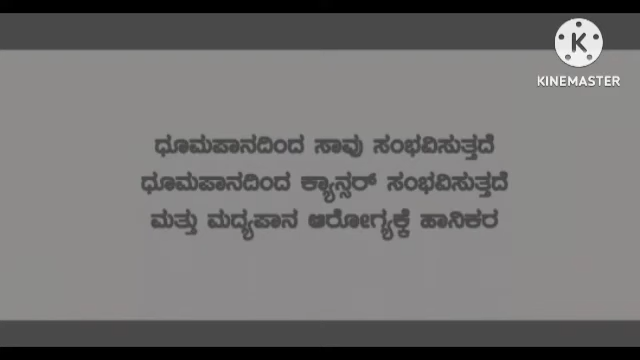 KINEMASTER
ಧೂಮಪಾನದಿಂದ ಸಾವು ಸಂಭವಿಸುತ್ತದೆ
ಧೂಮಪಾನದಿಂದ ಕ್ಯಾನ್ಸರ್ ಸಂಭವಿಸುತ್ತದೆ
ಮತ್ತು ಮದ್ಯಪಾನ ಆರೋಗ್ಯಕ್ಕೆ ಹಾನಿಕರ